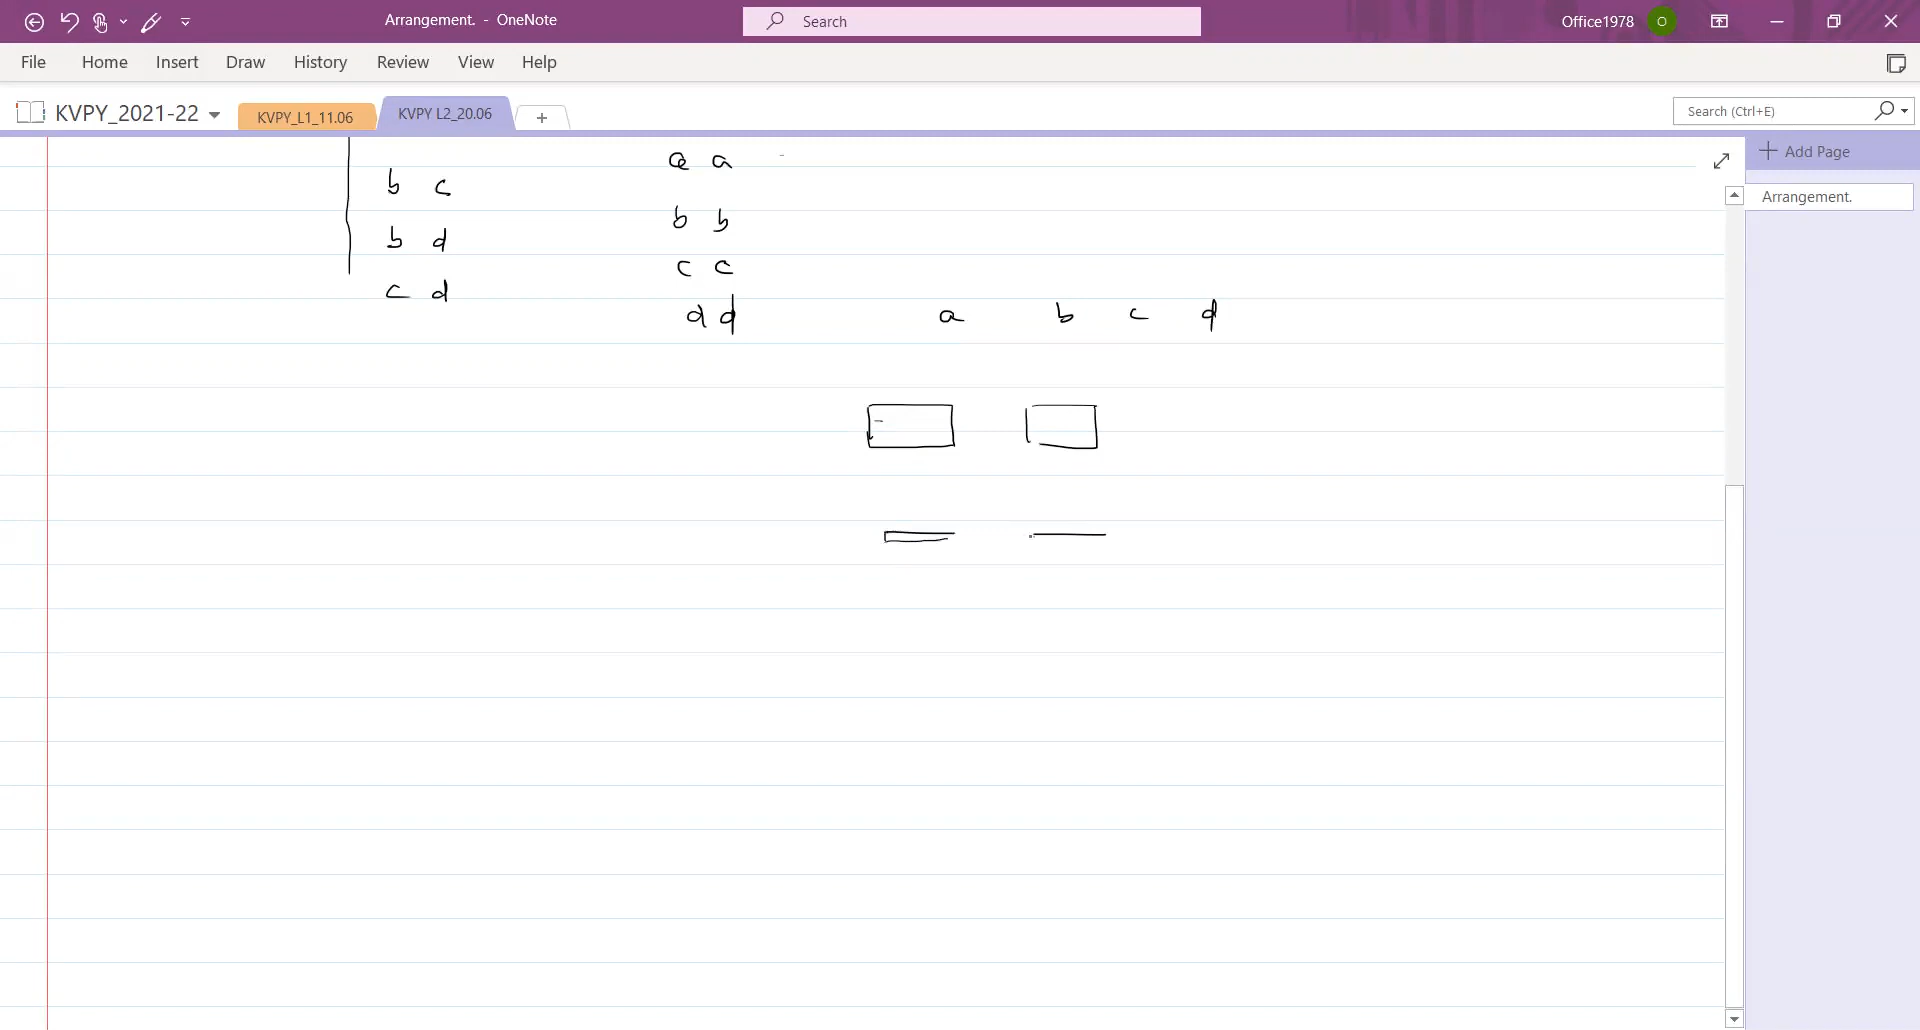 Arrangement. - OneNote
Search
Office1978
O
File Home Insert Draw History Review View Help
KVPY_2021-22
KVPY_L1_11.06
KVPY L2_20.06
+
Search (Ctrl+E)
Add Page
Arrangement.
a a
b c
b b
b d
c c
c d
d d
a b c d